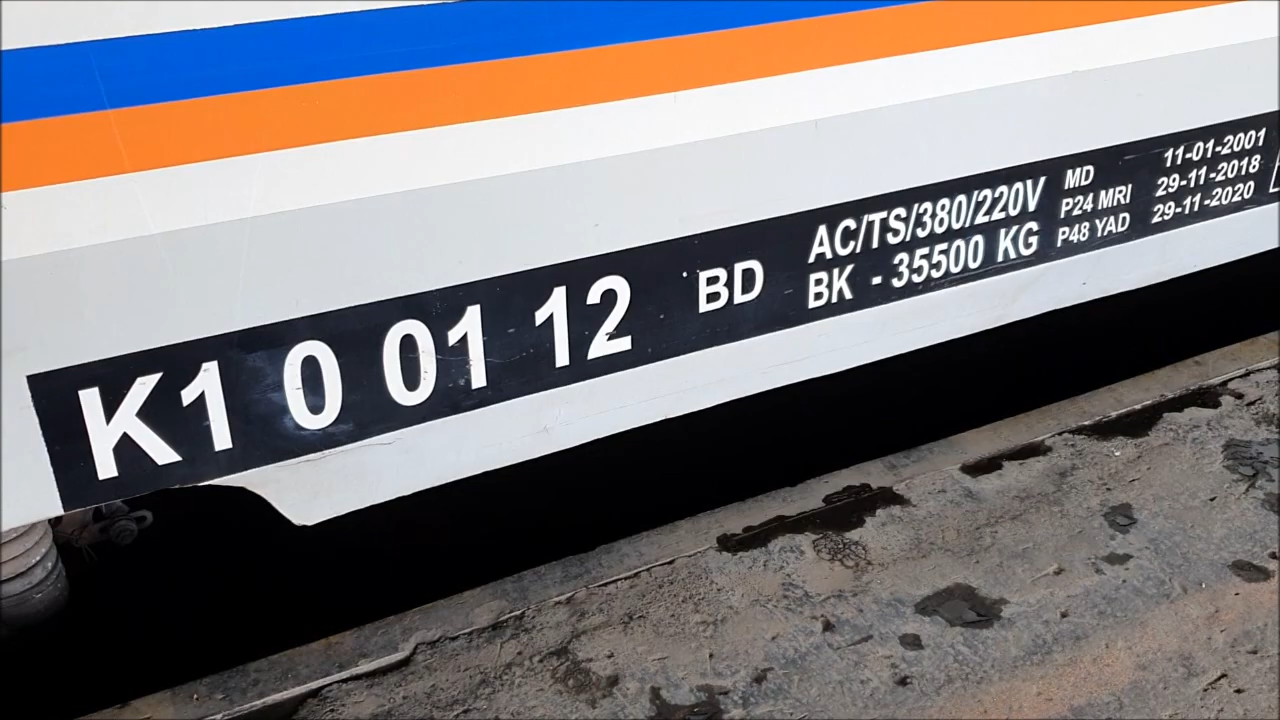 K1 0 01 12 BD
AC/TS/380/220V
BK - 35500 KG
MD 11-01-2001
P24 MRI 29-11-2018
P48 YAD 29-11-2020